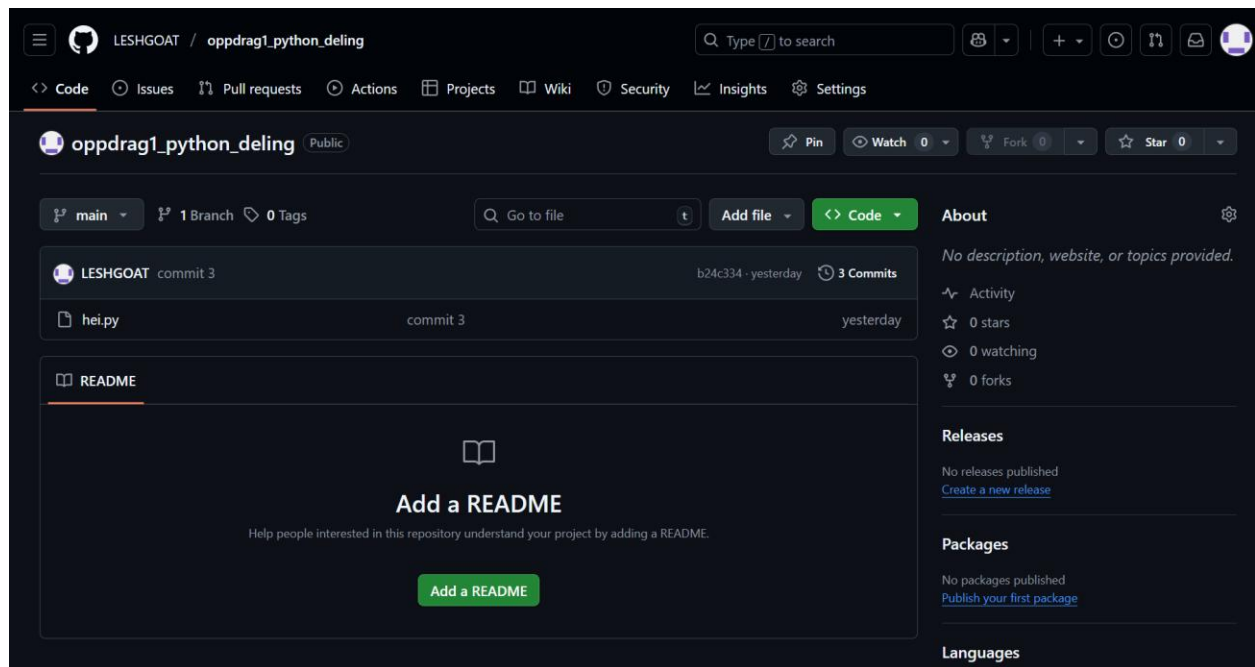 LESHGOAT / oppdrag1_python_deling
Type / to search
Code Issues Pull requests Actions Projects Wiki Security Insights Settings
oppdrag1_python_deling Public
Pin Watch 0 Fork 0 Star 0
main 1 Branch 0 Tags
Go to file t
Add file Code
LESHGOAT commit 3 b24c334 · yesterday 3 Commits
hei.py commit 3 yesterday
README
Add a README
Help people interested in this repository understand your project by adding a README.
Add a README
About
No description, website, or topics provided.
Activity
0 stars
0 watching
0 forks
Releases
No releases published
Create a new release
Packages
No packages published
Publish your first package
Languages